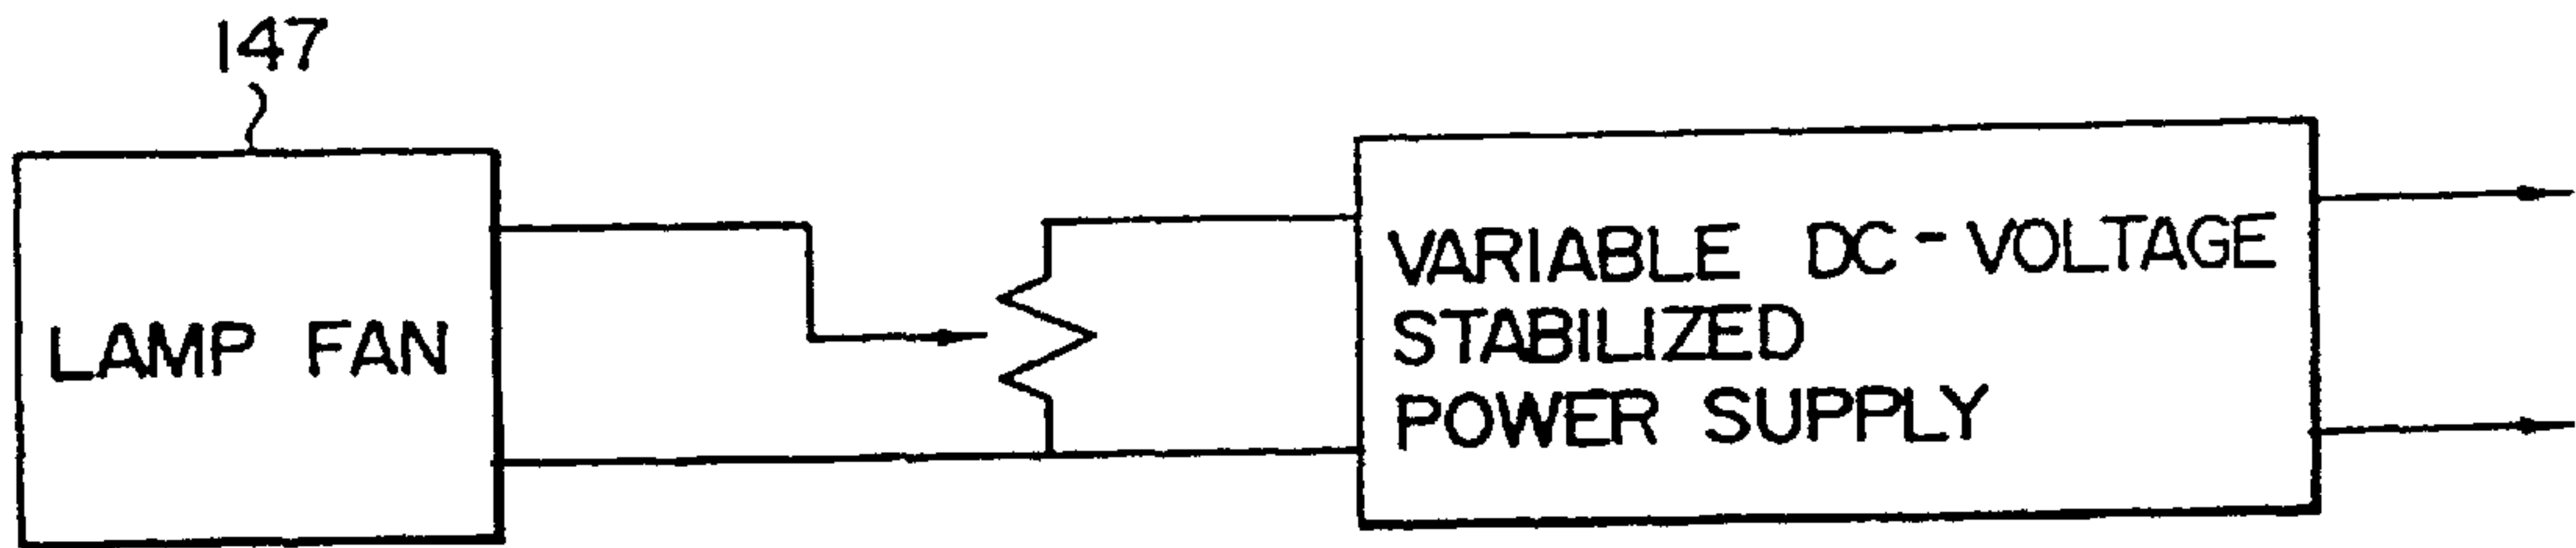 147
LAMP FAN
VARIABLE DC-VOLTAGE
STABILIZED
POWER SUPPLY